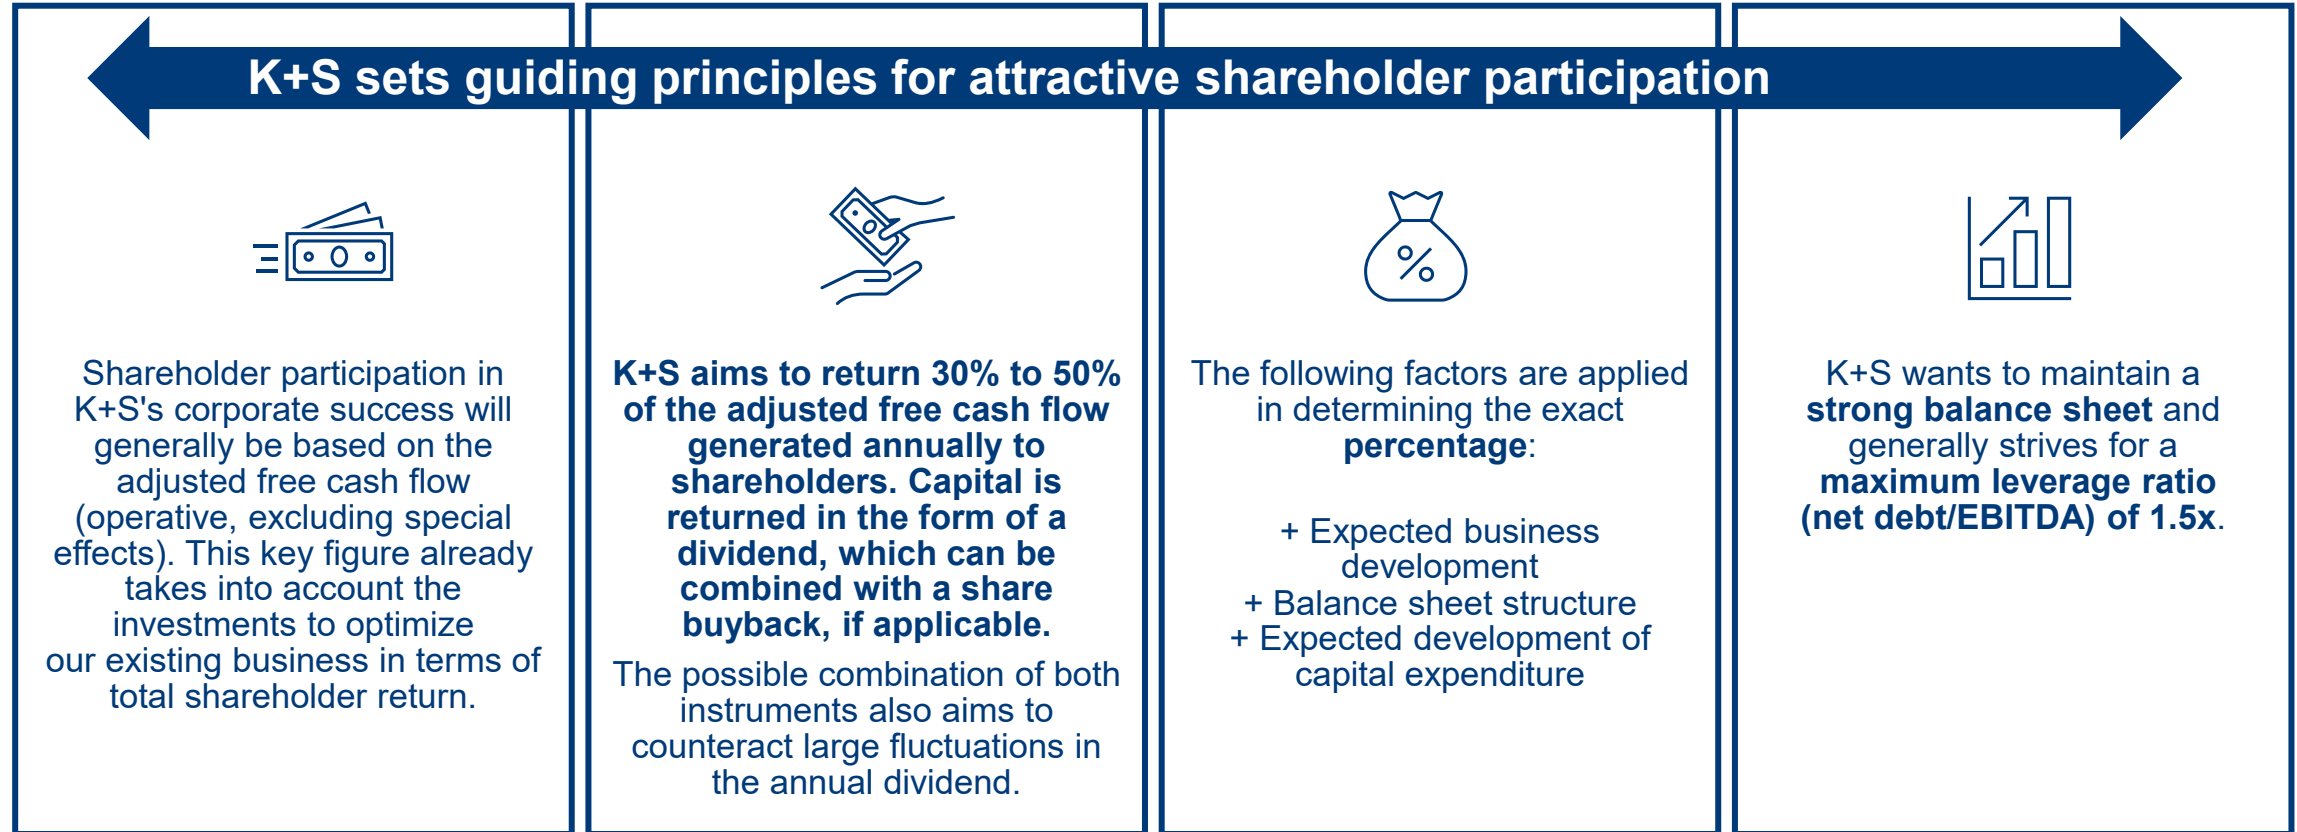 K+S sets guiding principles for attractive shareholder participation
Shareholder participation in
K+S's corporate success will
generally be based on the
adjusted free cash flow
(operative, excluding special
effects). This key figure already
takes into account the
investments to optimize
our existing business in terms of
total shareholder return.
K+S aims to return 30% to 50%
of the adjusted free cash flow
generated annually to
shareholders. Capital is
returned in the form of a
dividend, which can be
combined with a share
buyback, if applicable.
The possible combination of both
instruments also aims to
counteract large fluctuations in
the annual dividend.
%
The following factors are applied
in determining the exact
percentage:
+ Expected business
development
+ Balance sheet structure
+ Expected development of
capital expenditure
K+S wants to maintain a
strong balance sheet and
generally strives for a
maximum leverage ratio
(net debt/EBITDA) of 1.5x.